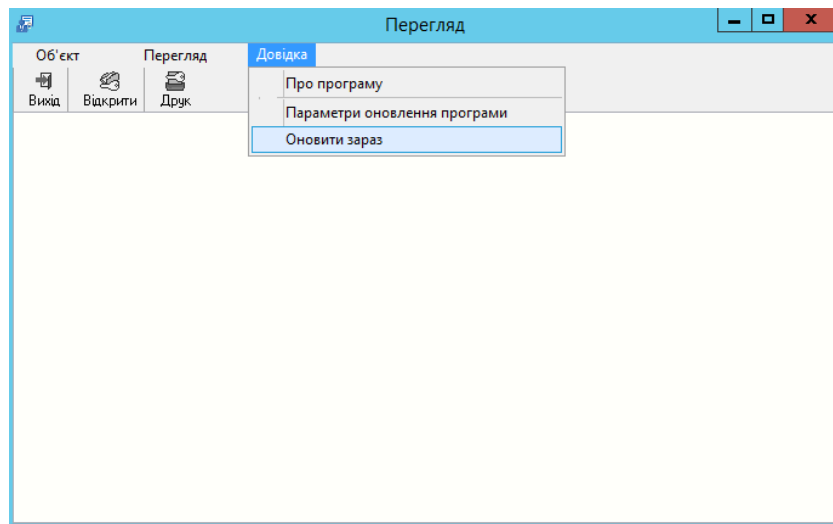 Перегляд
Об'єкт Перегляд Довідка
Вихід Відкрити Друк
Про програму
Параметри оновлення програми
Оновити зараз